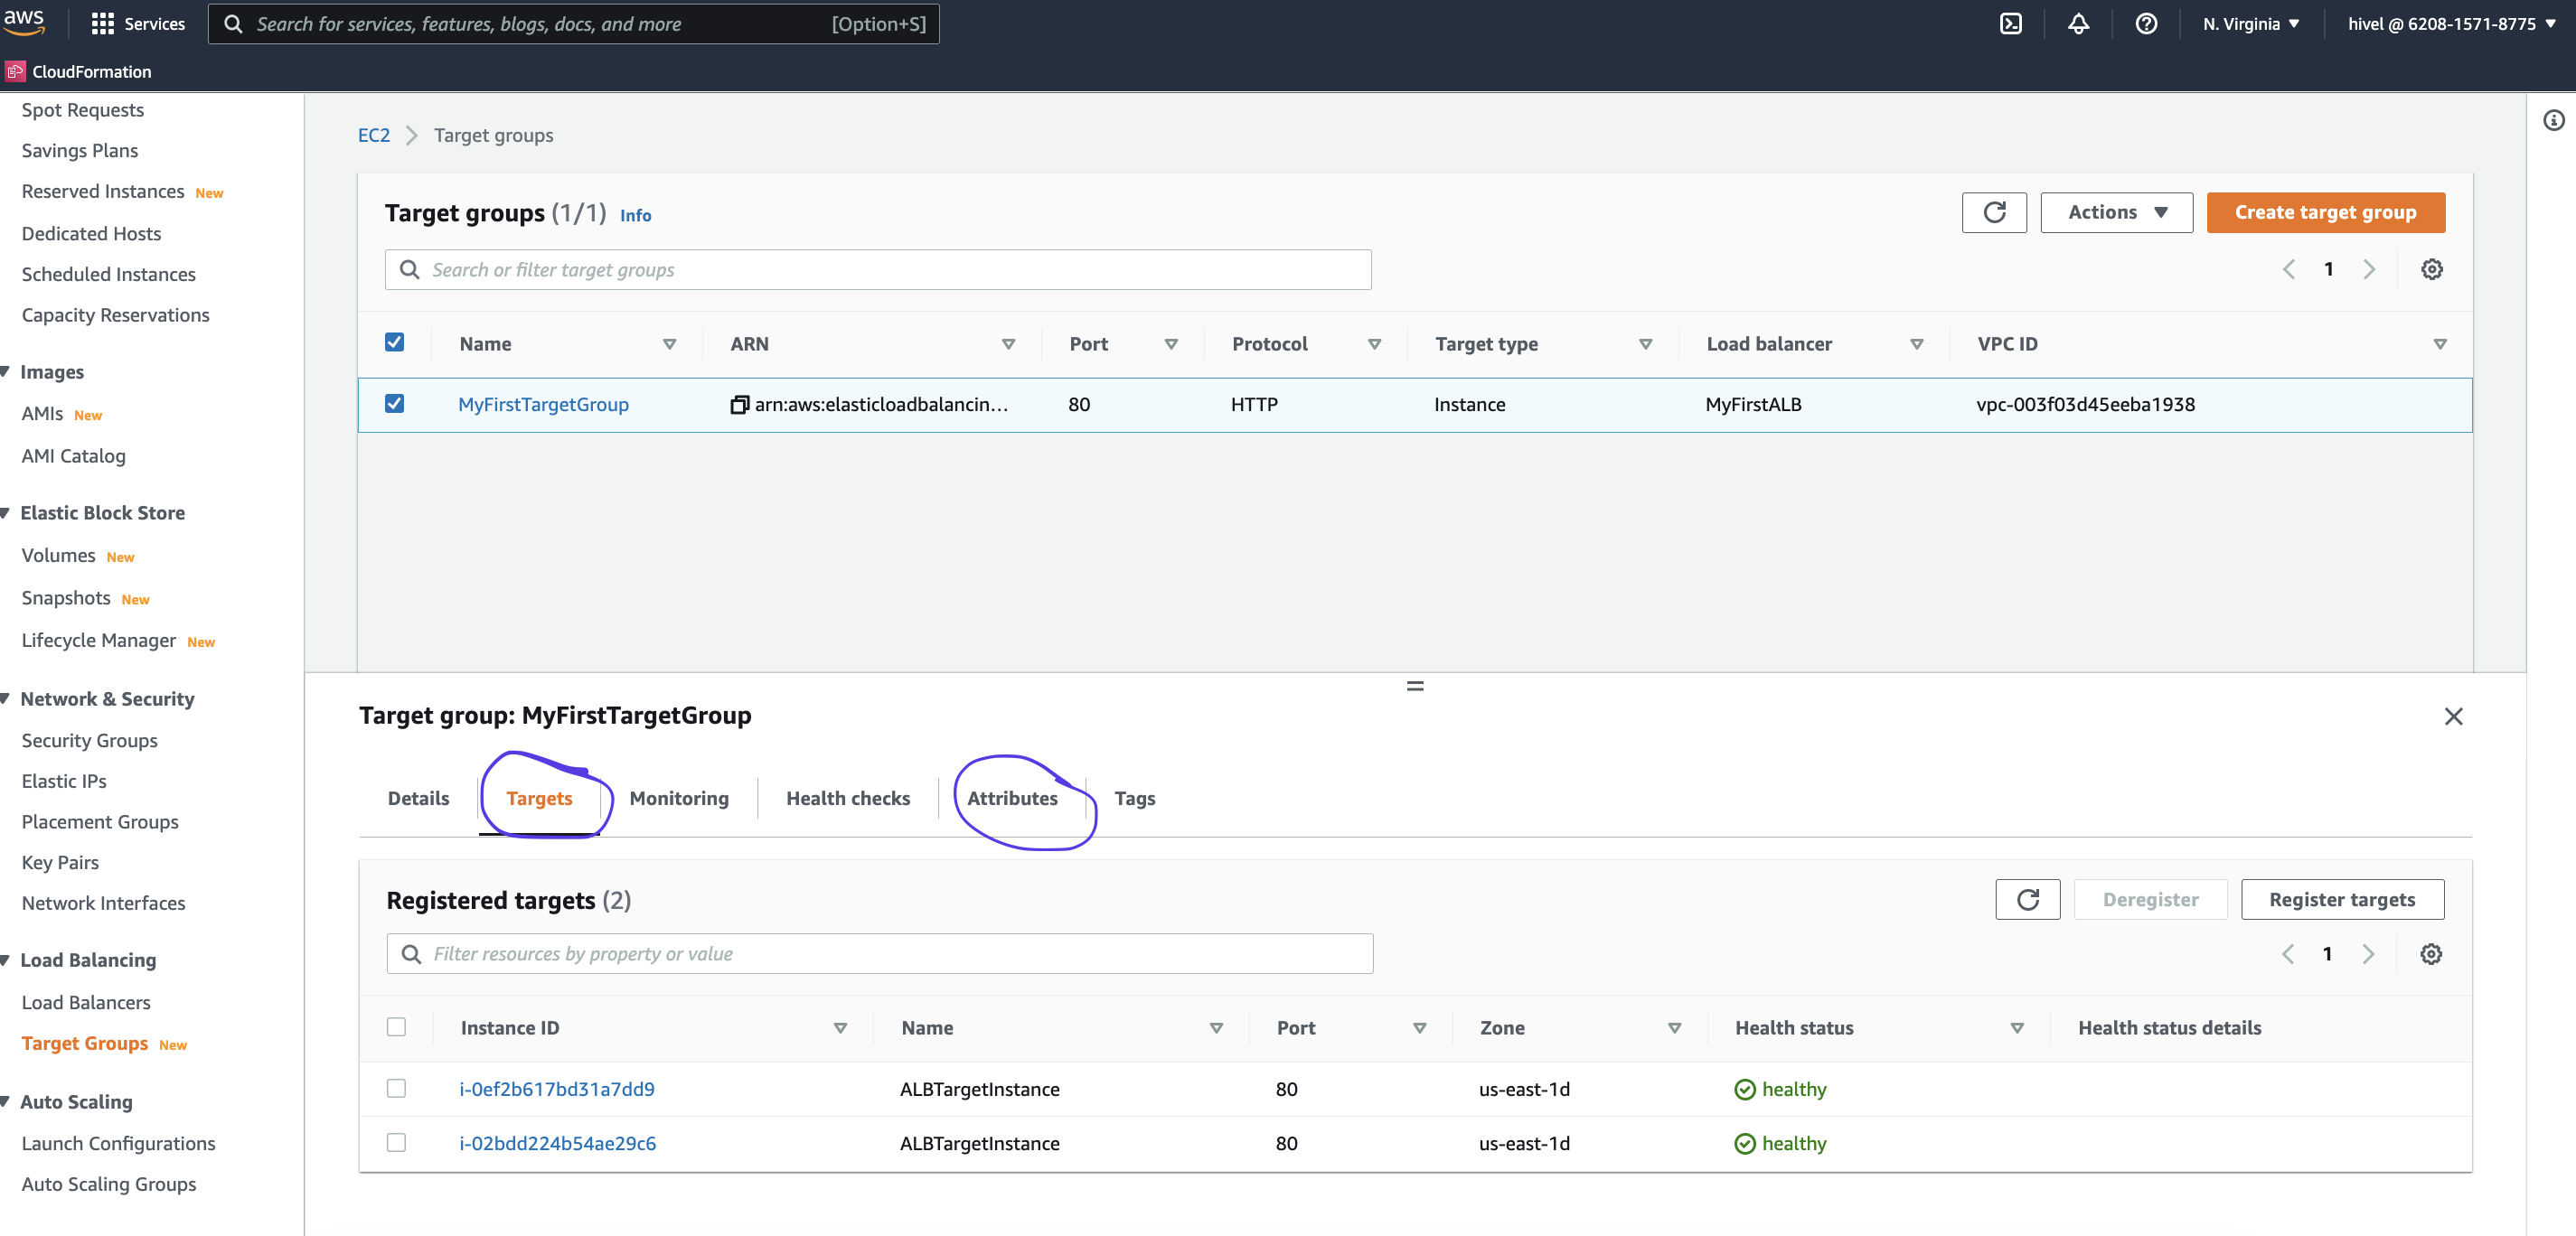 aws Services Search for services, features, blogs, docs, and more [Option+S] N. Virginia hivel @ 6208-1571-8775
CloudFormation
Spot Requests
Savings Plans
Reserved Instances New
Dedicated Hosts
Scheduled Instances
Capacity Reservations
Images
AMIs New
AMI Catalog
Elastic Block Store
Volumes New
Snapshots New
Lifecycle Manager New
Network & Security
Security Groups
Elastic IPs
Placement Groups
Key Pairs
Network Interfaces
Load Balancing
Load Balancers
Target Groups New
Auto Scaling
Launch Configurations
Auto Scaling Groups
EC2 Target groups
Target groups (1/1) Info Actions Create target group
Search or filter target groups 1
Name ARN Port Protocol Target type Load balancer VPC ID
MyFirstTargetGroup arn:aws:elasticloadbalancin... 80 HTTP Instance MyFirstALB vpc-003f03d45eeba1938
Target group: MyFirstTargetGroup
Details Targets Monitoring Health checks Attributes Tags
Registered targets (2) Deregister Register targets
Filter resources by property or value 1
Instance ID Name Port Zone Health status Health status details
i-0ef2b617bd31a7dd9 ALBTargetInstance 80 us-east-1d healthy
i-02bdd224b54ae29c6 ALBTargetInstance 80 us-east-1d healthy